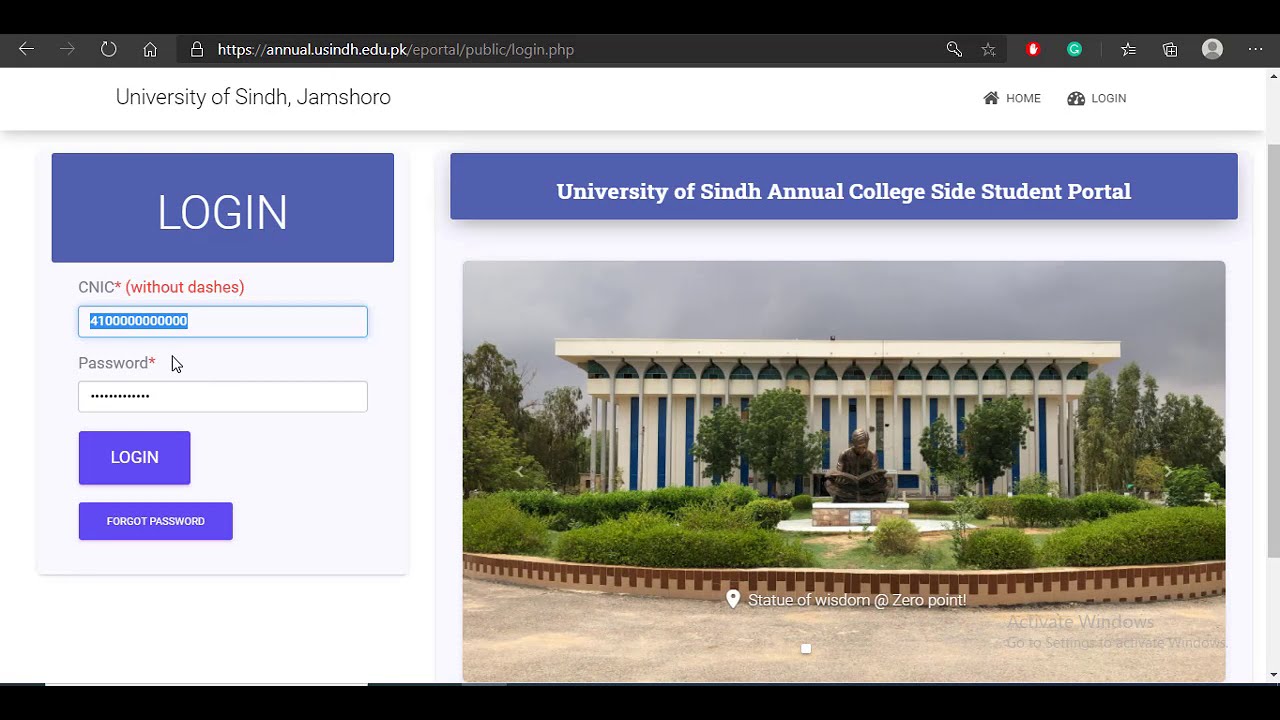 https://annual.usindh.edu.pk/eportal/public/login.php
University of Sindh, Jamshoro
HOME
LOGIN
LOGIN
CNIC* (without dashes)
4100000000000
Password*
•••••••••••••
LOGIN
FORGOT PASSWORD
University of Sindh Annual College Side Student Portal
Statue of wisdom @ Zero point!
Activate Windows
Go to Settings to activate Windows.